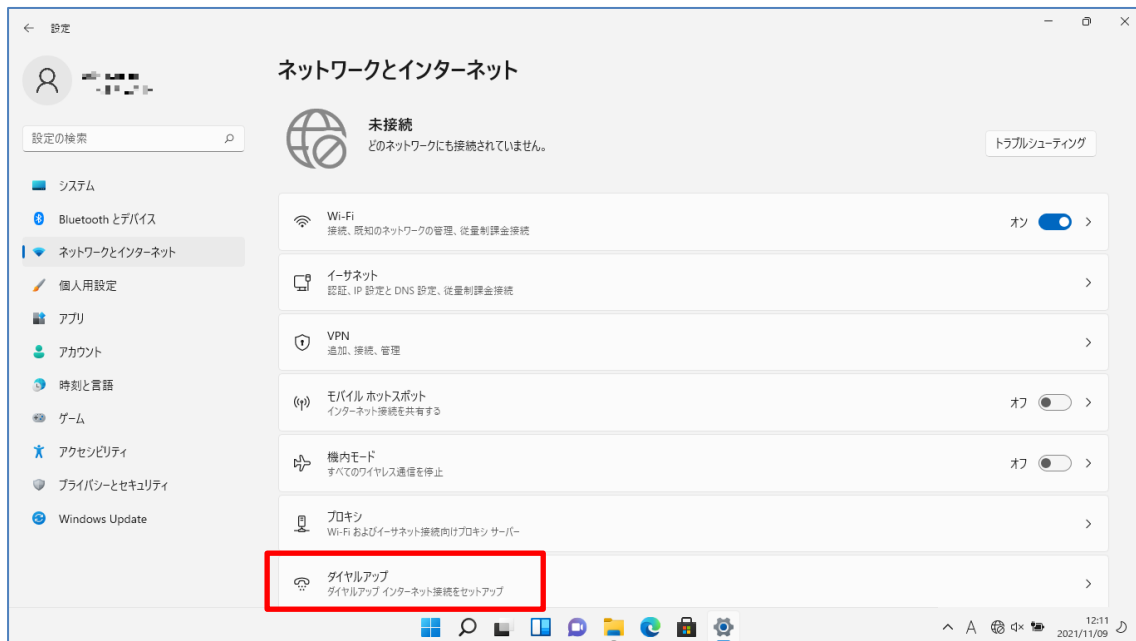 設定
ネットワークとインターネット
設定の検索
未接続
どのネットワークにも接続されていません。
トラブルシューティング
システム
Bluetooth とデバイス
ネットワークとインターネット
個人用設定
アプリ
アカウント
時刻と言語
ゲーム
アクセシビリティ
プライバシーとセキュリティ
Windows Update
Wi-Fi
接続、既知のネットワークの管理、従量制課金接続
オン
イーサネット
認証、IP 設定と DNS 設定、従量制課金接続
VPN
追加、接続、管理
モバイル ホットスポット
インターネット接続を共有する
オフ
機内モード
すべてのワイヤレス通信を停止
オフ
プロキシ
Wi-Fi およびイーサネット接続向けプロキシ サーバー
ダイヤルアップ
ダイヤルアップ インターネット接続をセットアップ
A
12:11
2021/11/09